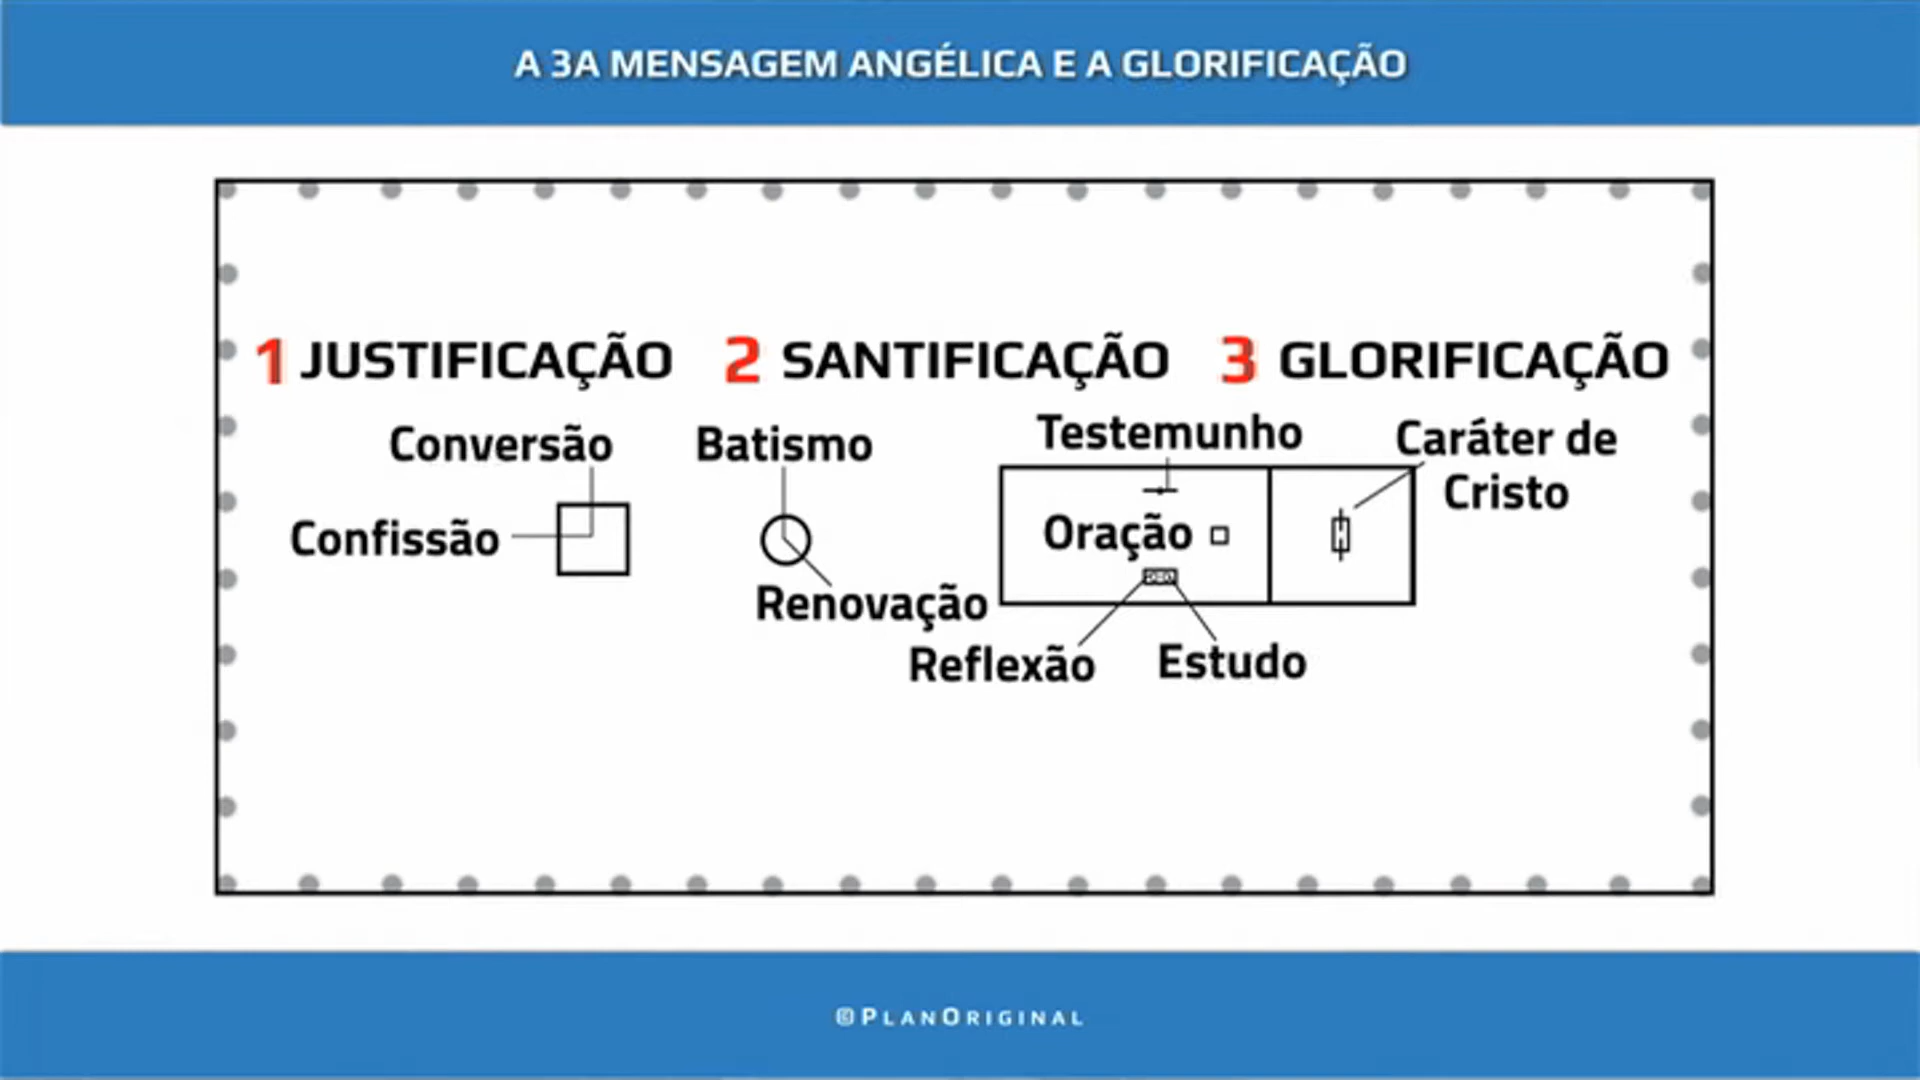 A 3A MENSAGEM ANGÉLICA E A GLORIFICAÇÃO
1 JUSTIFICAÇÃO
2 SANTIFICAÇÃO
3 GLORIFICAÇÃO
Conversão
Confissão
Batismo
Renovação
Testemunho
Oração
Reflexão
Estudo
Caráter de
Cristo
©PLANORIGINAL